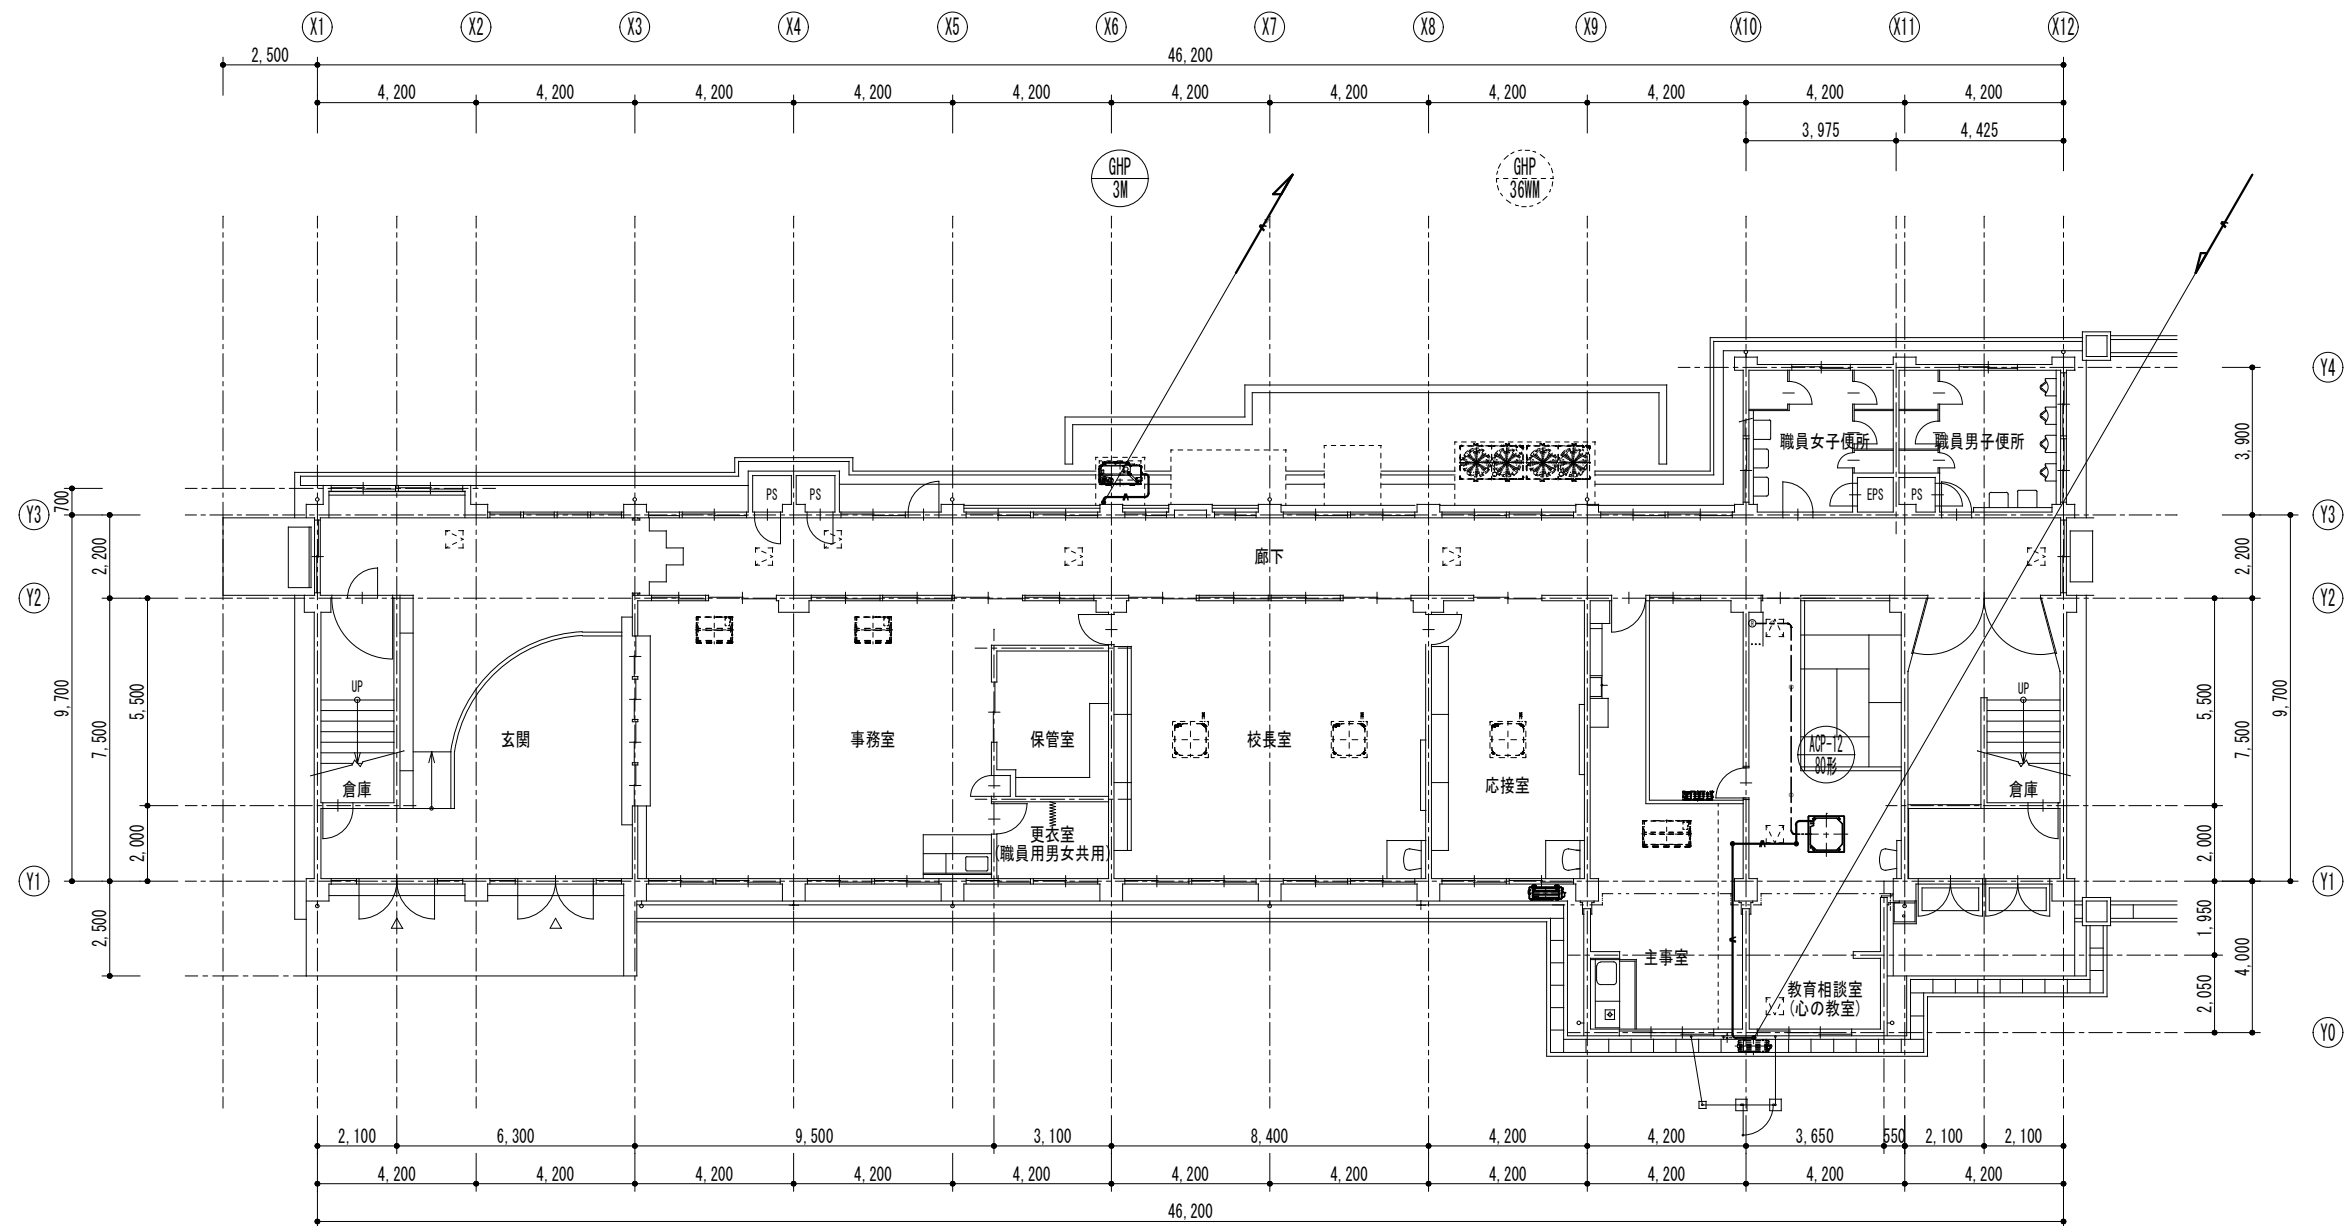 X1 X2 X3 X4 X5 X6 X7 X8 X9 X10 X11 X12
2,500 46,200
4,200 4,200 4,200 4,200 4,200 4,200 4,200 4,200 4,200 4,200 4,200
3,975 4,425
GHP
3M
GHP
36WM
Y4
3,900
職員女子便所
職員男子便所
700
PS PS EPS PS
Y3 Y3
2,200 廊下 2,200
Y2 Y2
UP UP
9,700 7,500 5,500
玄関
事務室
保管室
校長室
応接室
ACP-12
80形
5,500 7,500 9,700
倉庫 倉庫
更衣室
(職員用男女共用)
2,000 2,000
Y1 Y1
2,500
1,950
4,000
主事室
教育相談室
(心の教室)
2,050
Y0
2,100 6,300 9,500 3,100 8,400 4,200 4,200 3,650 550 2,100 2,100
4,200 4,200 4,200 4,200 4,200 4,200 4,200 4,200 4,200 4,200 4,200
46,200